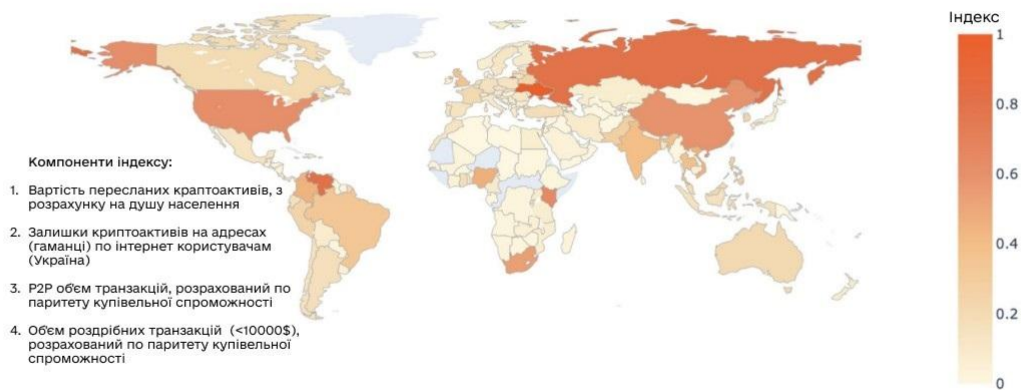 Індекс
1
0.8
0.6
0.4
0.2
0
Компоненти індексу:
1. Вартість пересланих краптоактивів, з
розрахунку на душу населення
2. Залишки криптоактивів на адресах
(гаманці) по інтернет користувачам
(Україна)
3. P2P об'єм транзакцій, розрахований по
паритету купівельної спроможності
4. Об'єм роздрібних транзакцій (<10000$),
розрахований по паритету купівельної
спроможності